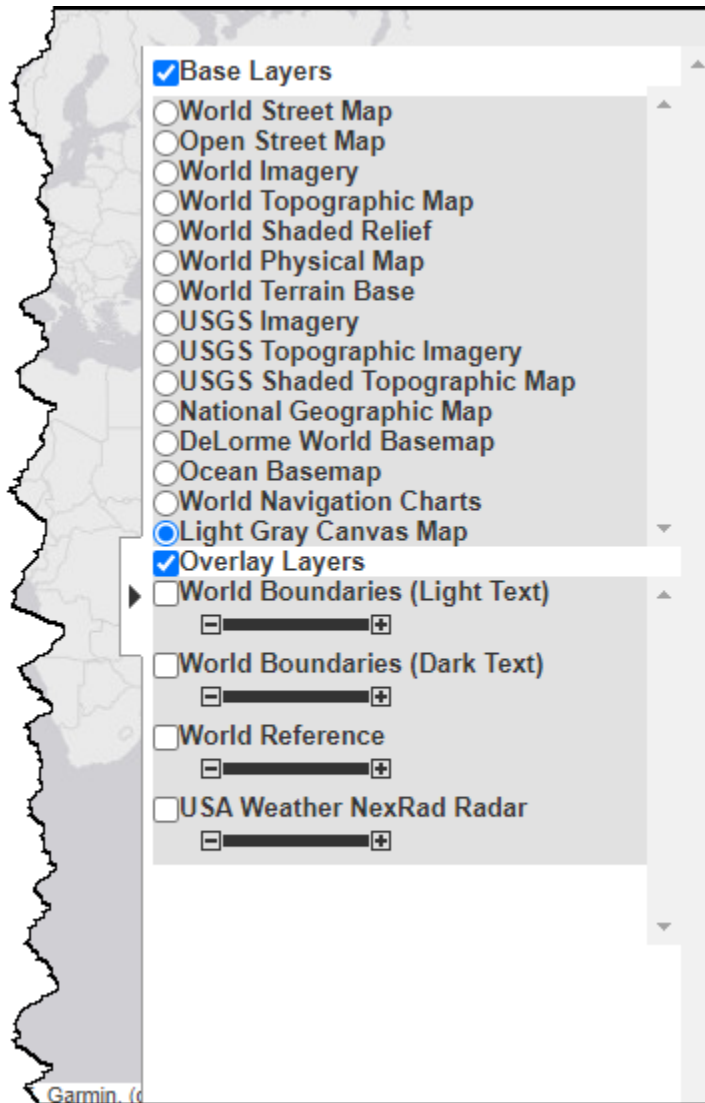 Base Layers
World Street Map
Open Street Map
World Imagery
World Topographic Map
World Shaded Relief
World Physical Map
World Terrain Base
USGS Imagery
USGS Topographic Imagery
USGS Shaded Topographic Map
National Geographic Map
DeLorme World Basemap
Ocean Basemap
World Navigation Charts
Light Gray Canvas Map
Overlay Layers
World Boundaries (Light Text)
World Boundaries (Dark Text)
World Reference
USA Weather NexRad Radar
Garmin, (c